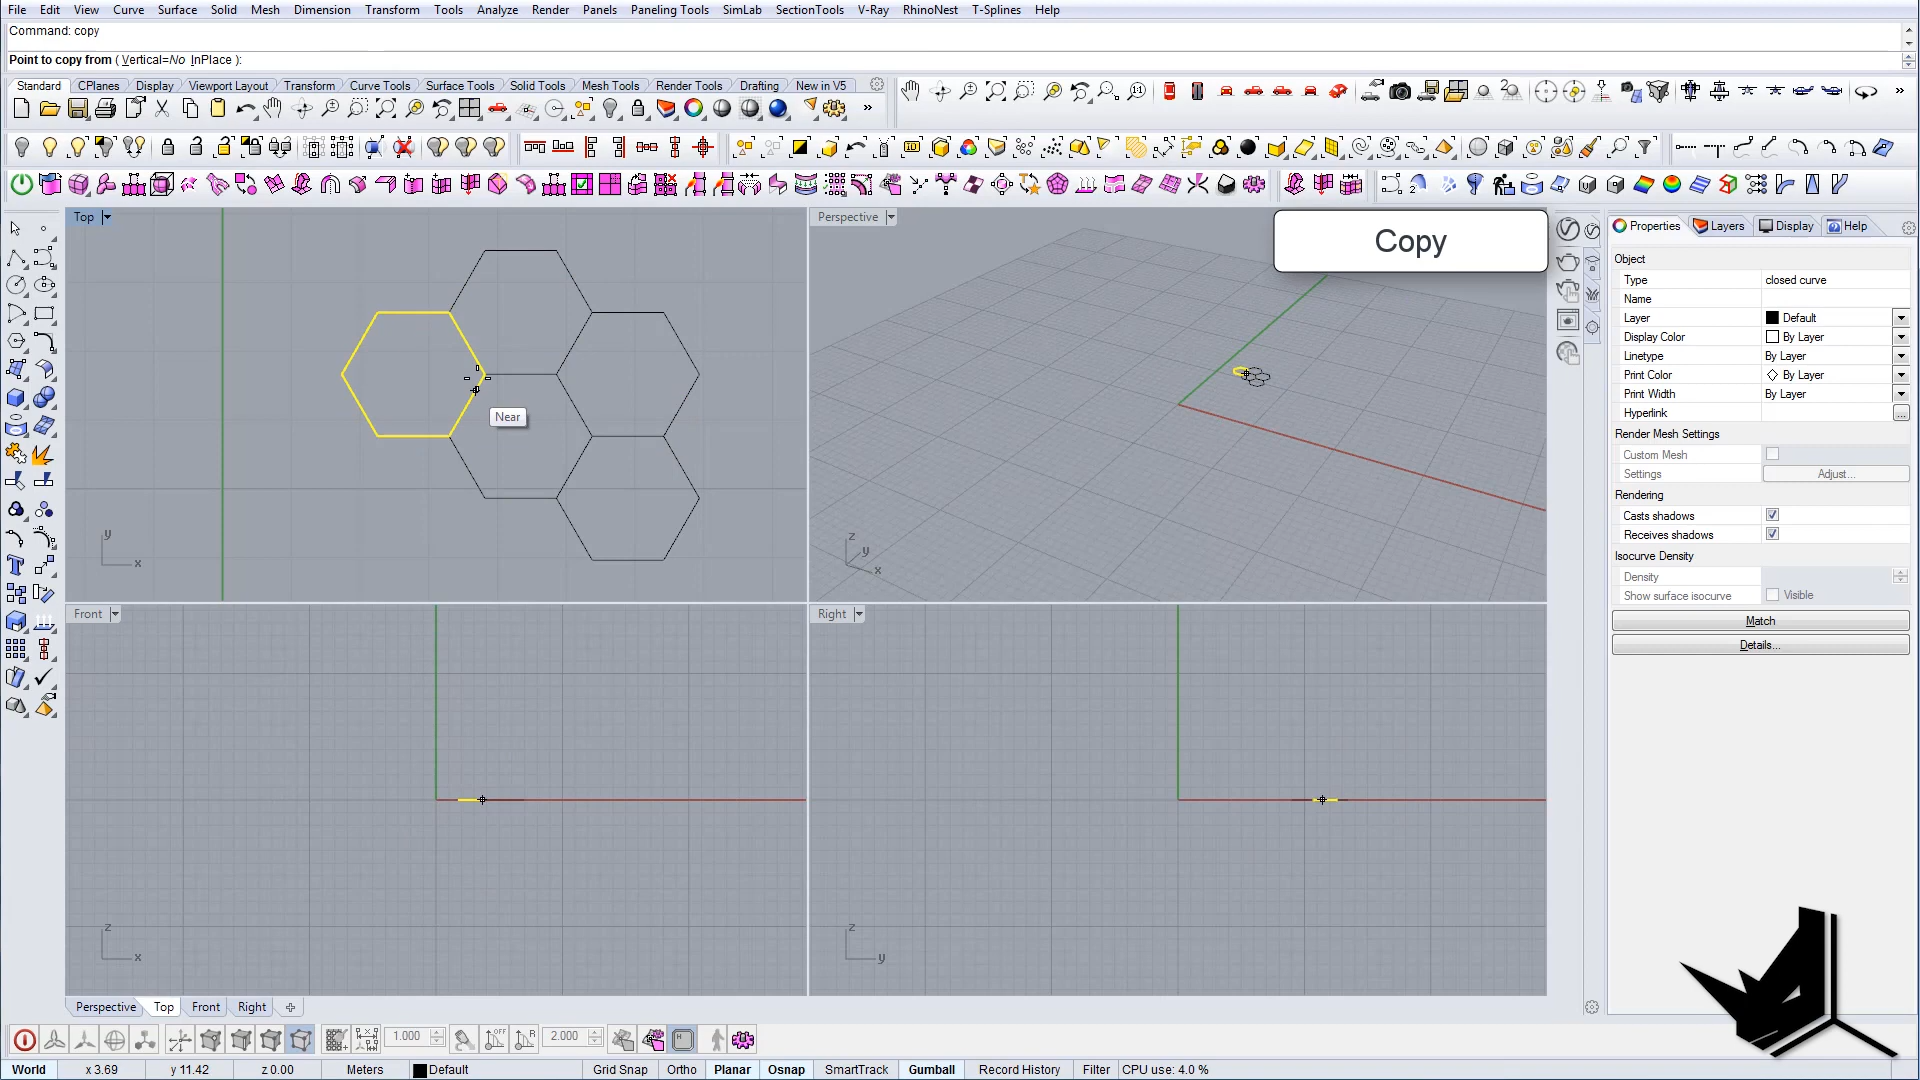 File Edit View Curve Surface Solid Mesh Dimension Transform Tools Analyze Render Panels Paneling Tools SimLab SectionTools V-Ray RhinoNest T-Splines Help
Command: copy
Point to copy from ( Vertical=No InPlace ):
Standard CPlanes Display Viewport Layout Transform Curve Tools Surface Tools Solid Tools Mesh Tools Render Tools Drafting New in V5
Top
Perspective
Copy
Near
y
x
z
y
x
Front
z
x
Right
z
y
Properties Layers Display Help
Object
Type closed curve
Name
Layer Default
Display Color By Layer
Linetype By Layer
Print Color By Layer
Print Width By Layer
Hyperlink ...
Render Mesh Settings
Custom Mesh
Settings Adjust...
Rendering
Casts shadows
Receives shadows
Isocurve Density
Density
Show surface isocurve Visible
Match
Details...
Perspective Top Front Right
1.000 2.000
World x 3.69 y 11.42 z 0.00 Meters Default Grid Snap Ortho Planar Osnap SmartTrack Gumball Record History Filter CPU use: 4.0 %